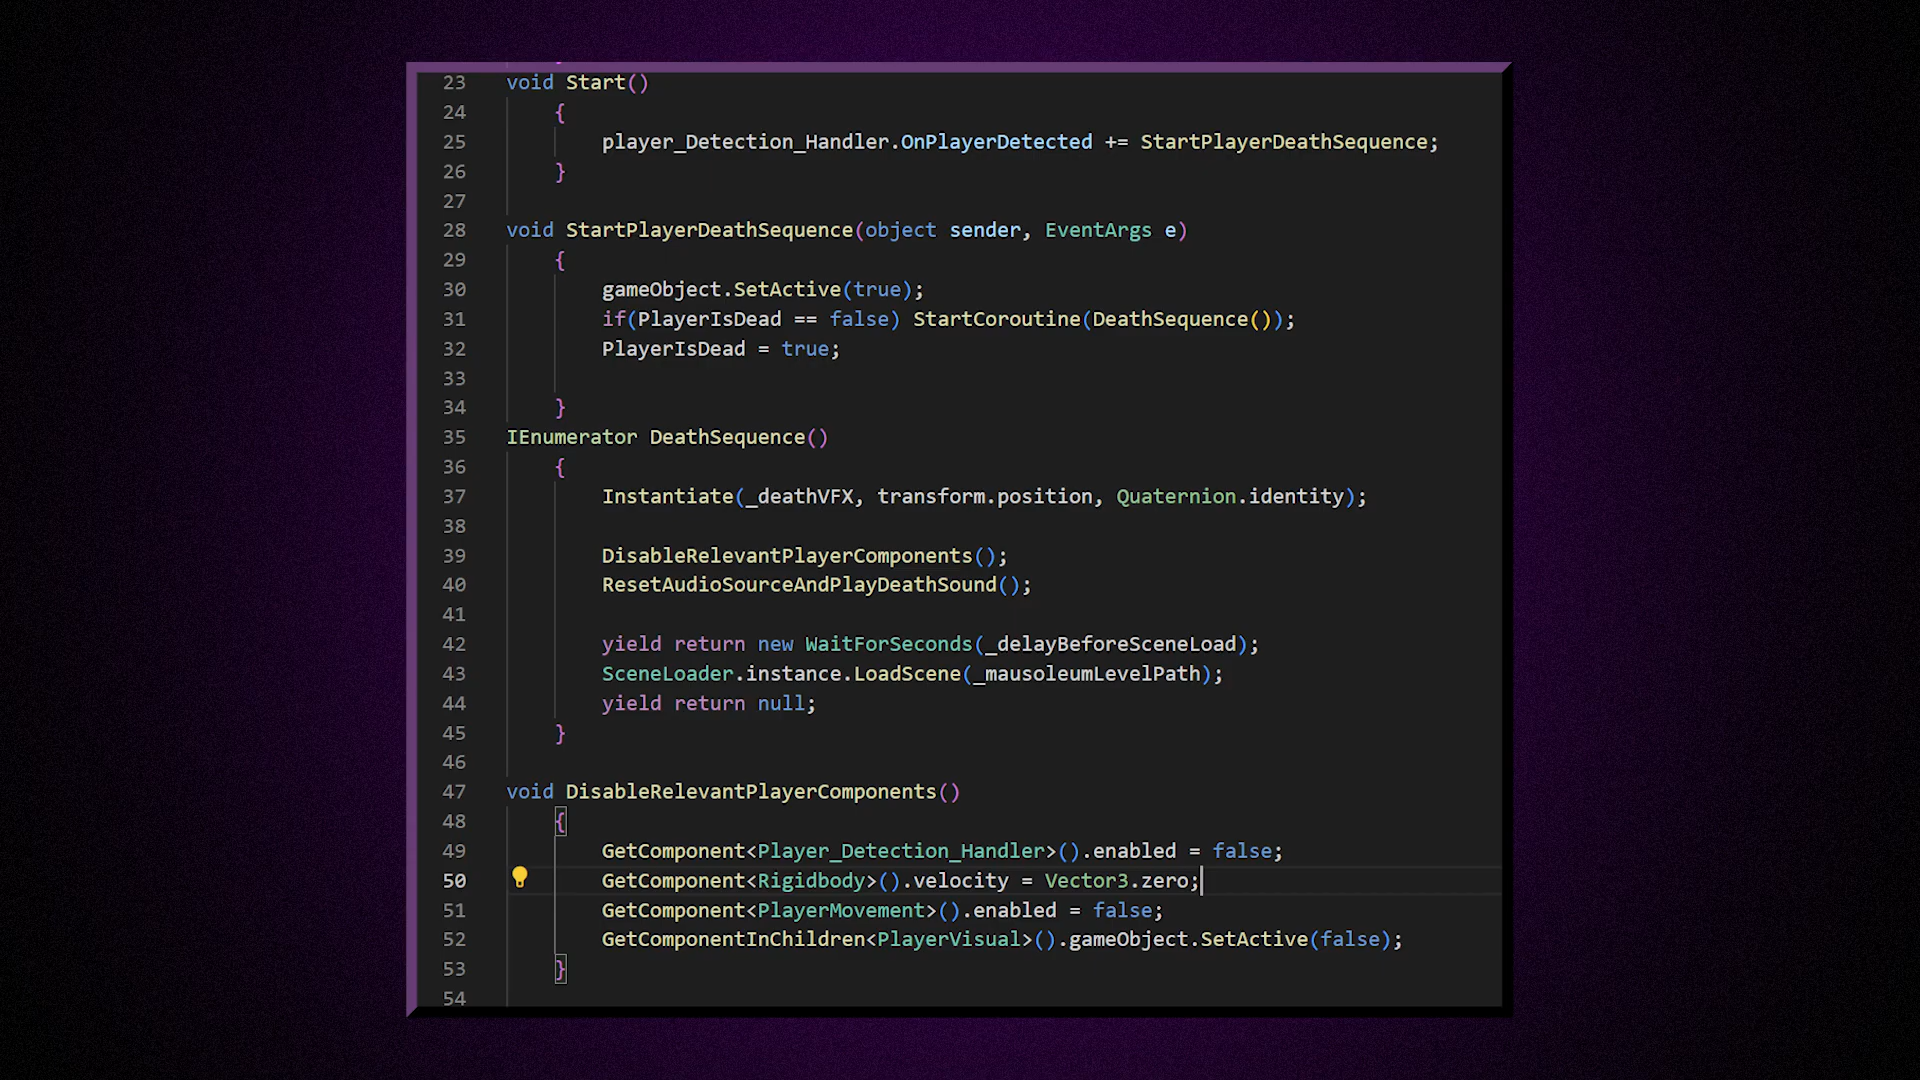 23 void Start()
24 {
25 player_Detection_Handler.OnPlayerDetected += StartPlayerDeathSequence;
26 }
27
28 void StartPlayerDeathSequence(object sender, EventArgs e)
29 {
30 gameObject.SetActive(true);
31 if(PlayerIsDead == false) StartCoroutine(DeathSequence());
32 PlayerIsDead = true;
33
34 }
35 IEnumerator DeathSequence()
36 {
37 Instantiate(_deathVFX, transform.position, Quaternion.identity);
38
39 DisableRelevantPlayerComponents();
40 ResetAudioSourceAndPlayDeathSound();
41
42 yield return new WaitForSeconds(_delayBeforeSceneLoad);
43 SceneLoader.instance.LoadScene(_mausoleumLevelPath);
44 yield return null;
45 }
46
47 void DisableRelevantPlayerComponents()
48 {
49 GetComponent<Player_Detection_Handler>().enabled = false;
50 GetComponent<Rigidbody>().velocity = Vector3.zero;
51 GetComponent<PlayerMovement>().enabled = false;
52 GetComponentInChildren<PlayerVisual>().gameObject.SetActive(false);
53 }
54